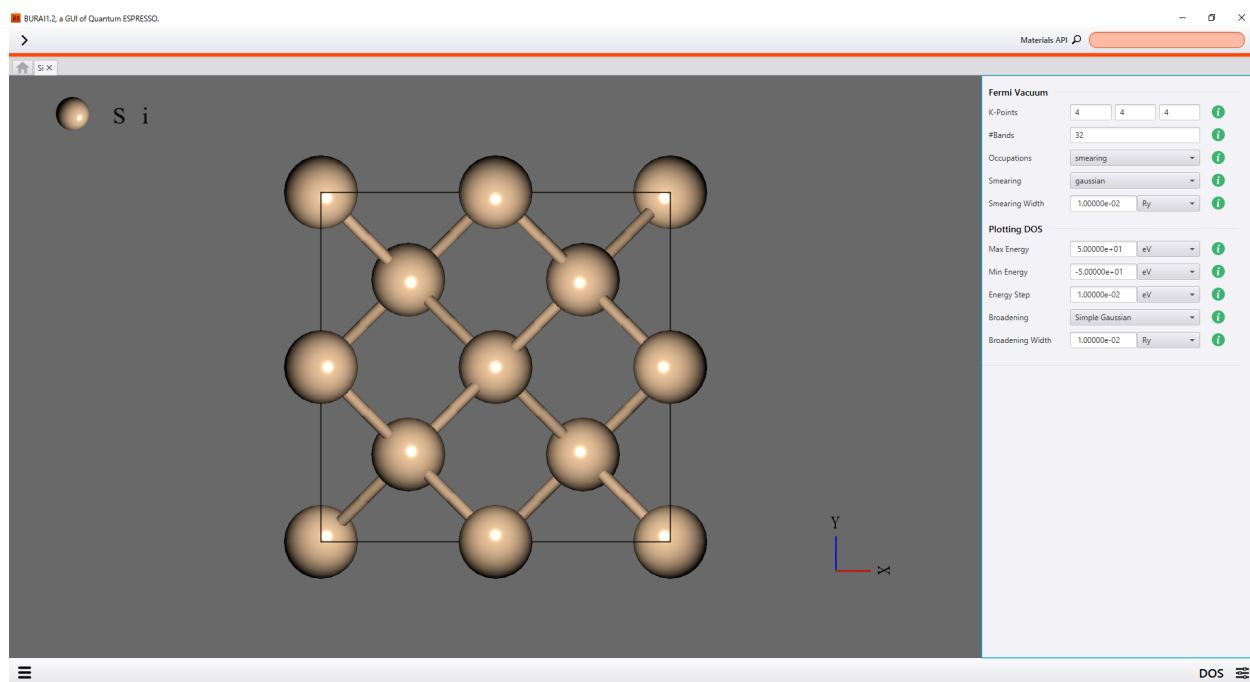 BURAI1.2, a GUI of Quantum ESPRESSO.
Materials API
Si
S i
Y
X
Fermi Vacuum
K-Points 4 4 4
#Bands 32
Occupations smearing
Smearing gaussian
Smearing Width 1.00000e-02 Ry
Plotting DOS
Max Energy 5.00000e+01 eV
Min Energy -5.00000e+01 eV
Energy Step 1.00000e-02 eV
Broadening Simple Gaussian
Broadening Width 1.00000e-02 Ry
DOS